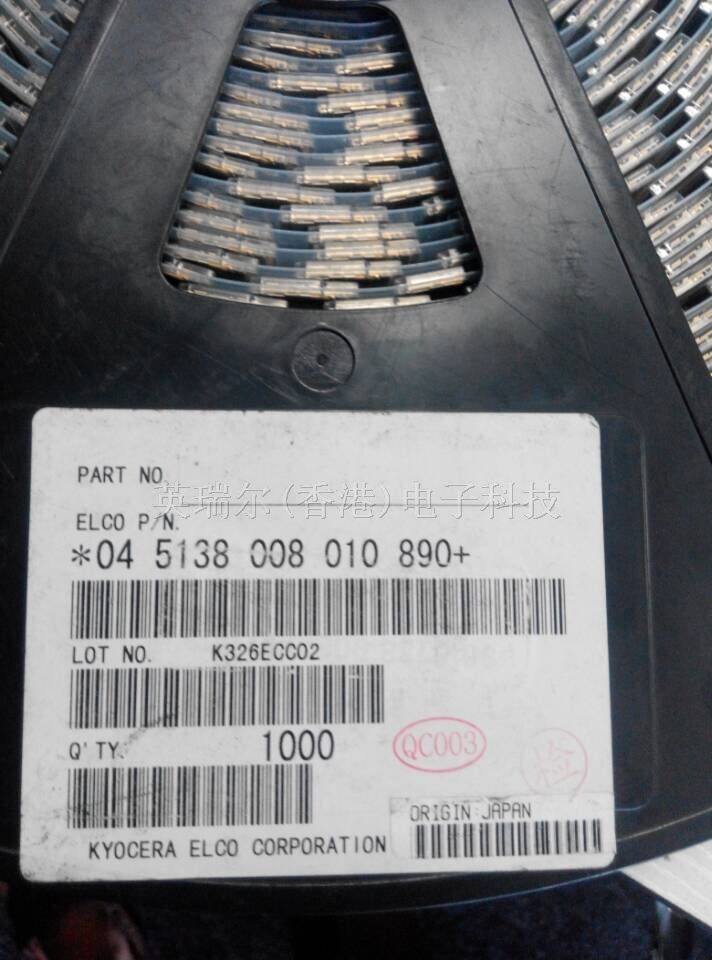 PART NO.
英瑞尔(香港)电子科技
ELCO P/N.
*04 5138 008 010 890+
LOT NO. K326ECC02
Q'TY. 1000
QC003
检
ORIGIN:JAPAN
KYOCERA ELCO CORPORATION